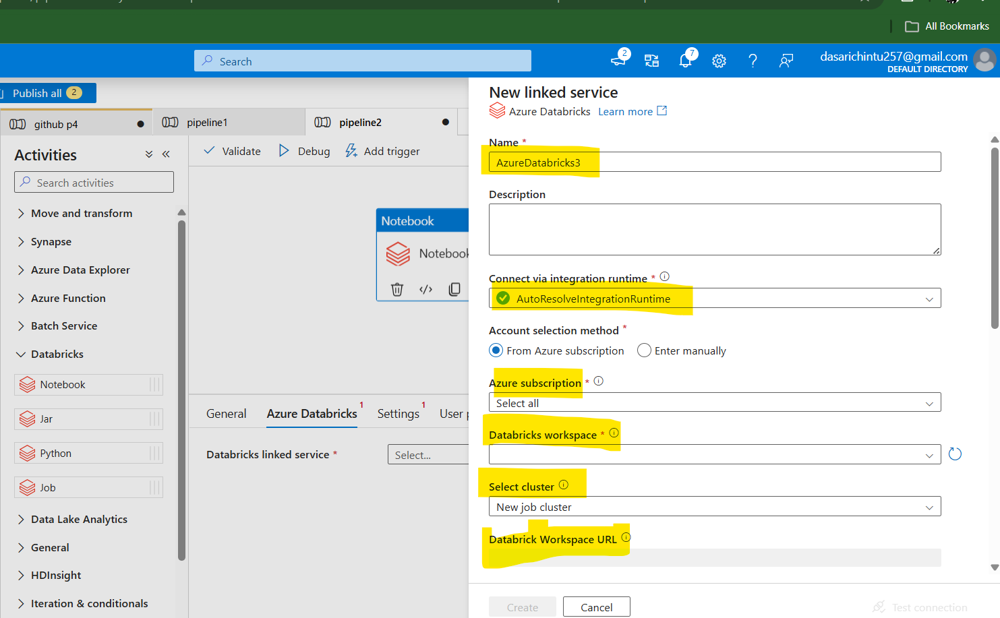 All Bookmarks
Search
2
7
dasarichintu257@gmail.com
DEFAULT DIRECTORY
Publish all 2
github p4
pipeline1
pipeline2
Activities
Search activities
Move and transform
Synapse
Azure Data Explorer
Azure Function
Batch Service
Databricks
Notebook
Jar
Python
Job
Data Lake Analytics
General
HDInsight
Iteration & conditionals
Validate
Debug
Add trigger
Notebook
Notebook
General
Azure Databricks 1
Settings 1
User
Databricks linked service *
Select...
New linked service
Azure Databricks Learn more
Name *
AzureDatabricks3
Description
Connect via integration runtime *
AutoResolveIntegrationRuntime
Account selection method *
From Azure subscription
Enter manually
Azure subscription *
Select all
Databricks workspace *
Select cluster
New job cluster
Databrick Workspace URL
Create
Cancel
Test connection